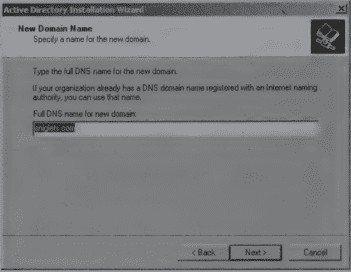 Active Directory Installation Wizard
New Domain Name
Specify a name for the new domain.
Type the full DNS name for the new domain.
If your organization already has a DNS domain name registered with an Internet naming
authority, you can use that name.
Full DNS name for new domain:
< Back
Next >
Cancel